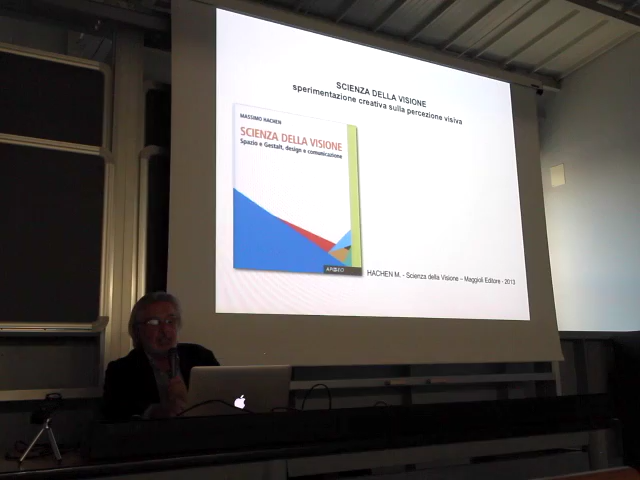 SCIENZA DELLA VISIONE
sperimentazione creativa sulla percezione visiva
MASSIMO HACHEN
SCIENZA DELLA VISIONE
Spazio e Gestalt, design e comunicazione
HACHEN M. - Scienza della Visione – Maggioli Editore - 2013